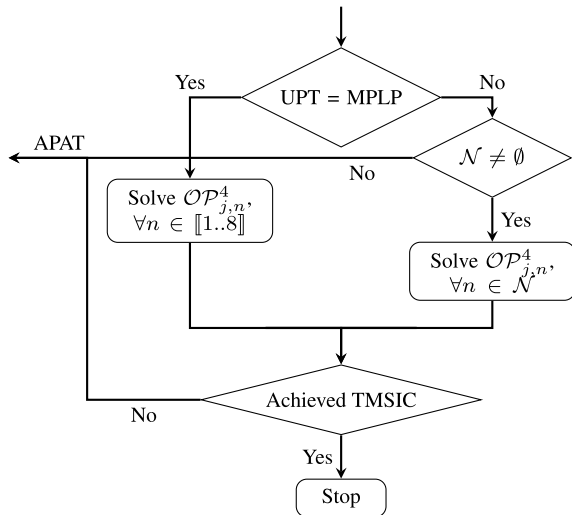 Yes
No
UPT = MPLP
APAT
𝒩 ≠ ∅
No
Solve 𝒪𝒫⁴ⱼ,ₙ,
∀n ∈ ⟦1..8⟧
Yes
Solve 𝒪𝒫⁴ⱼ,ₙ,
∀n ∈ 𝒩
Achieved TMSIC
No
Yes
Stop